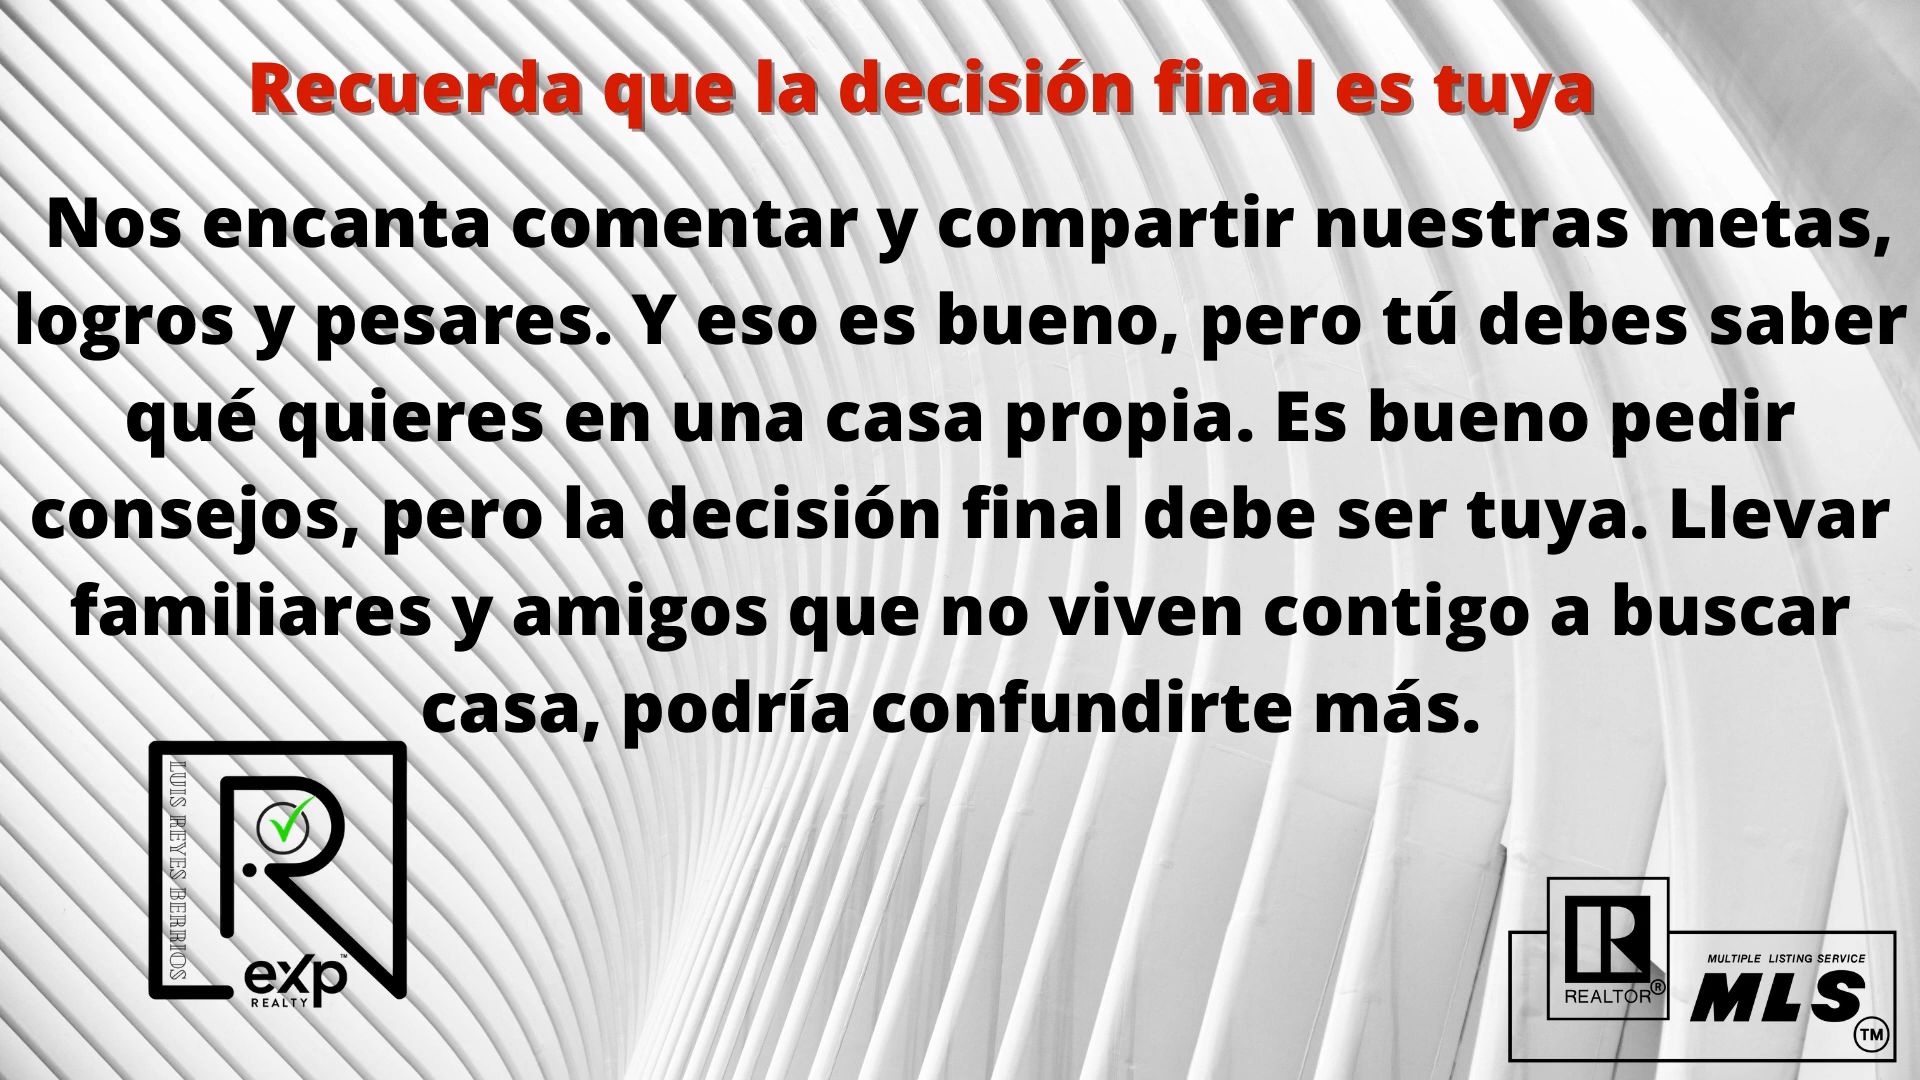 Recuerda que la decisión final es tuya
Nos encanta comentar y compartir nuestras metas,
logros y pesares. Y eso es bueno, pero tú debes saber
qué quieres en una casa propia. Es bueno pedir
consejos, pero la decisión final debe ser tuya. Llevar
familiares y amigos que no viven contigo a buscar
casa, podría confundirte más.
LUIS REYES BERRIOS
R
exp™
REALTY
R
REALTOR®
MULTIPLE LISTING SERVICE
MLS
TM